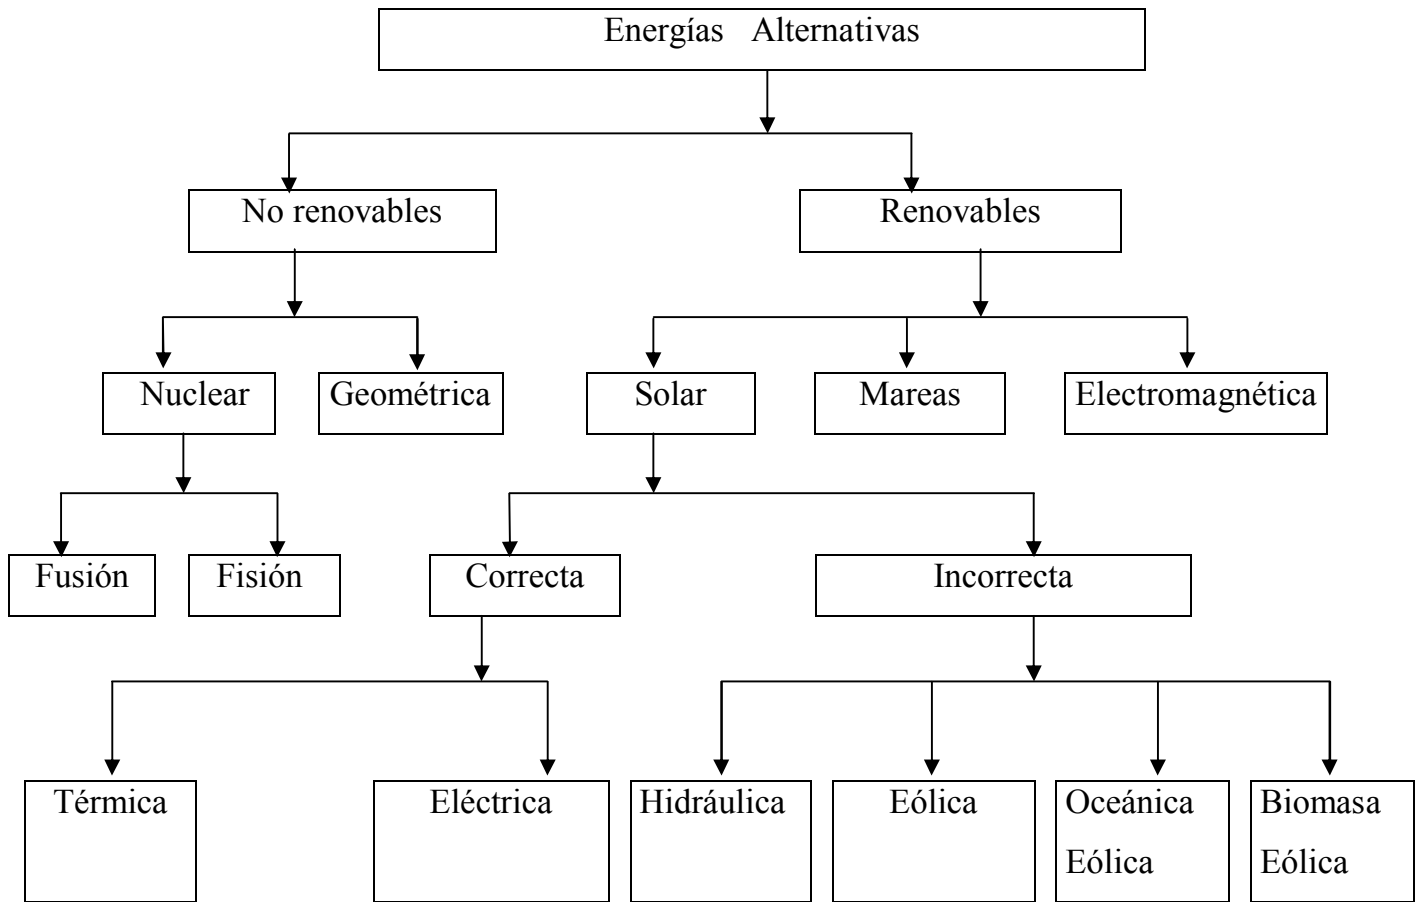 Energías Alternativas
No renovables
Renovables
Nuclear
Geométrica
Solar
Mareas
Electromagnética
Fusión
Fisión
Correcta
Incorrecta
Térmica
Eléctrica
Hidráulica
Eólica
Oceánica
Eólica
Biomasa
Eólica